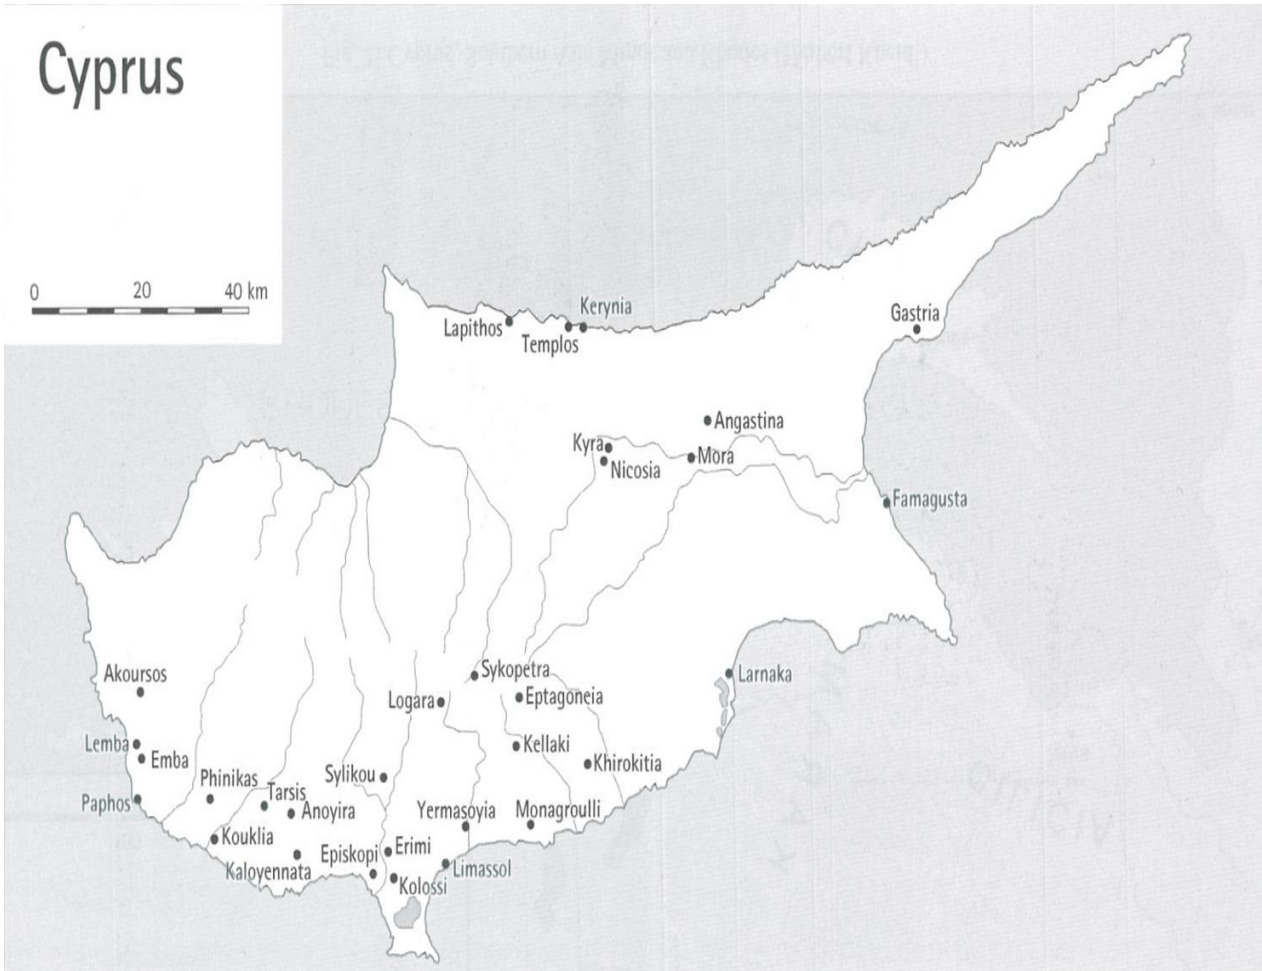 Cyprus
0 20 40 km
Kerynia
Lapithos
Templos
Gastria
Angastina
Kyra
Mora
Nicosia
Famagusta
Akoursos
Sykopetra
Larnaka
Logara
Eptagoneia
Lemba
Kellaki
Emba
Khirokitia
Phinikas
Sylikou
Tarsis
Paphos
Anoyira
Yermasoyia
Monagroulli
Kouklia
Erimi
Episkopi
Kaloyennata
Limassol
Kolossi